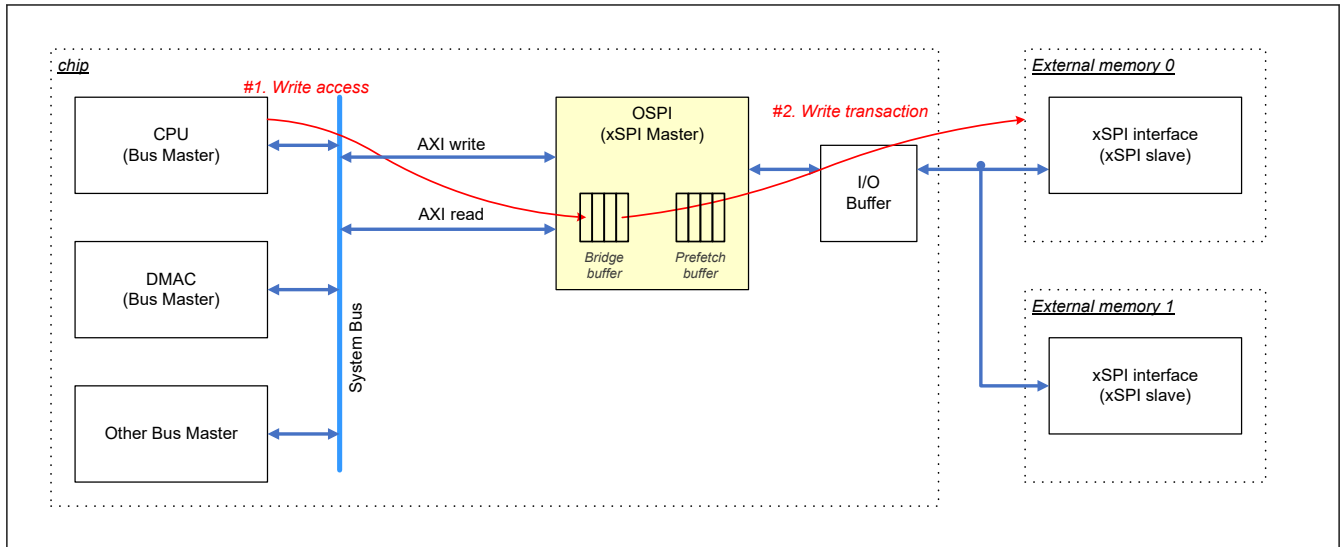 chip
#1. Write access
CPU
(Bus Master)
DMAC
(Bus Master)
Other Bus Master
System Bus
AXI write
AXI read
OSPI
(xSPI Master)
Bridge
buffer
Prefetch
buffer
#2. Write transaction
I/O
Buffer
External memory 0
xSPI interface
(xSPI slave)
External memory 1
xSPI interface
(xSPI slave)